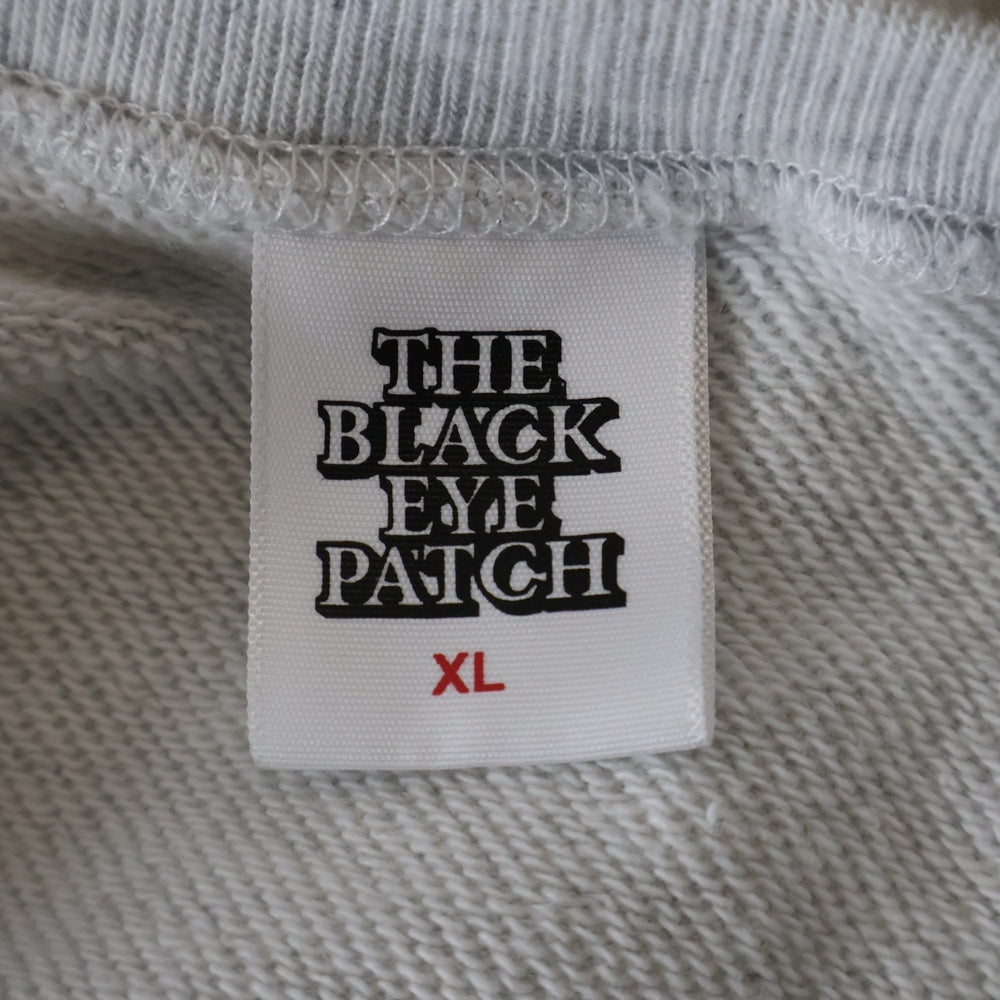 THE
BLACK
EYE
PATCH
XL